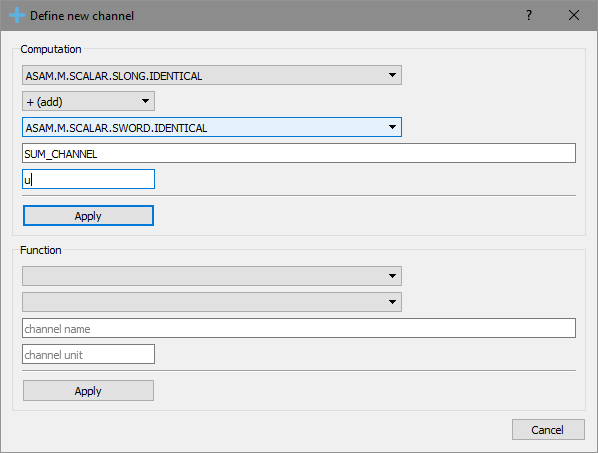 Define new channel
?
Computation
ASAM.M.SCALAR.SLONG.IDENTICAL
+ (add)
ASAM.M.SCALAR.SWORD.IDENTICAL
SUM_CHANNEL
u
Apply
Function
channel name
channel unit
Apply
Cancel